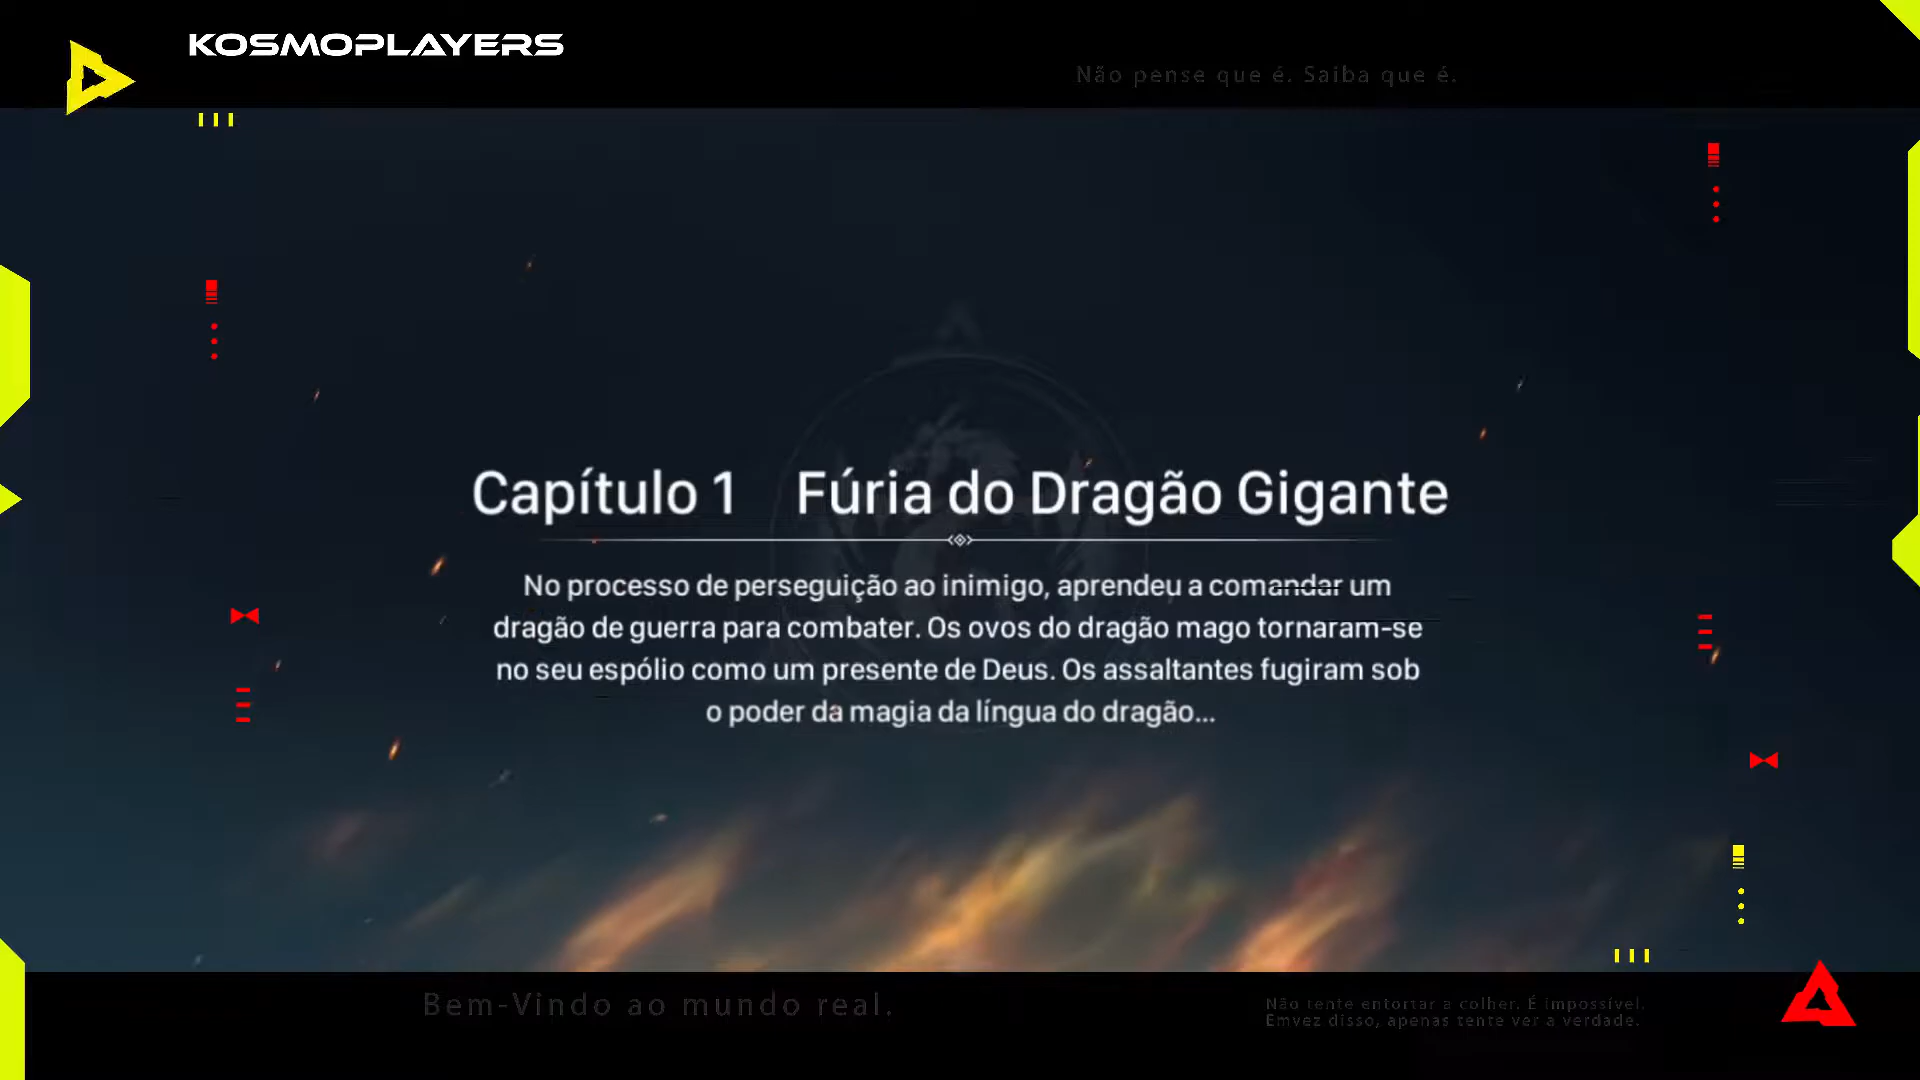 KOSMOPLAYERS
Não pense que é. Saiba que é.
Capítulo 1 Fúria do Dragão Gigante
No processo de perseguição ao inimigo, aprendeu a comandar um
dragão de guerra para combater. Os ovos do dragão mago tornaram-se
no seu espólio como um presente de Deus. Os assaltantes fugiram sob
o poder da magia da língua do dragão...
Bem-Vindo ao mundo real.
Não tente entortar a colher. É impossível.
Emvez disso, apenas tente ver a verdade.